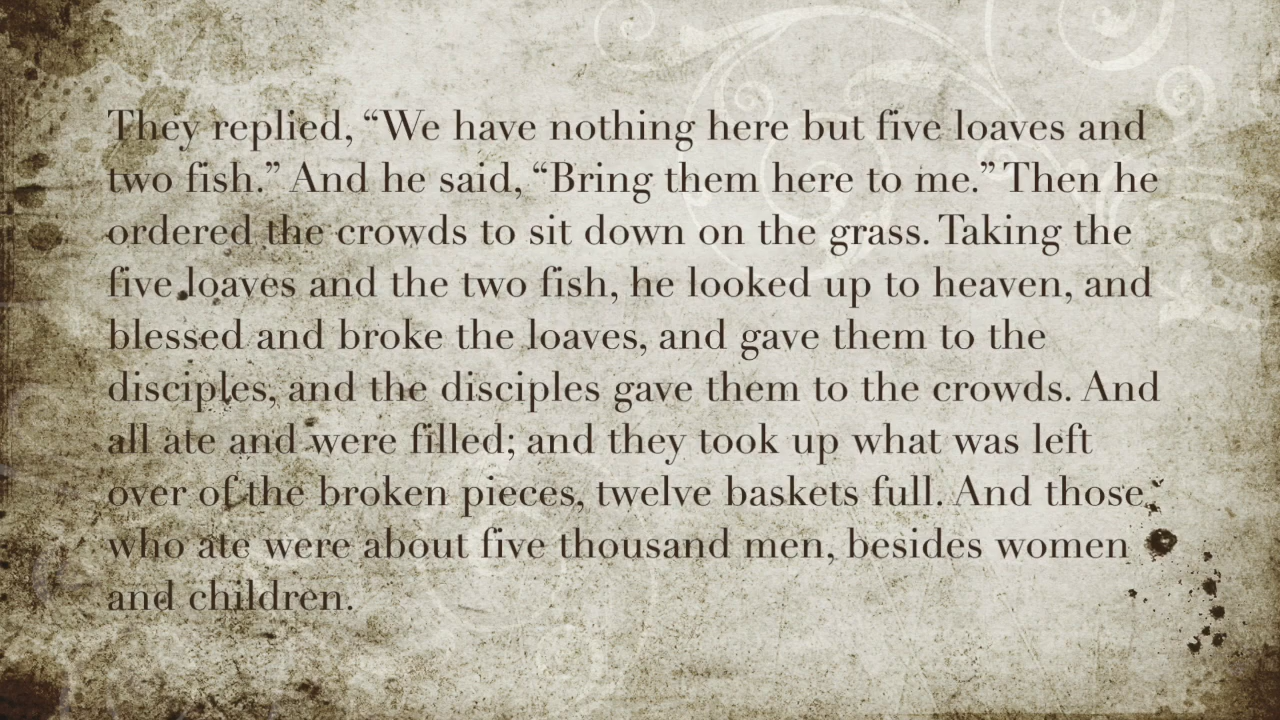 They replied, “We have nothing here but five loaves and
two fish.” And he said, “Bring them here to me.” Then he
ordered the crowds to sit down on the grass. Taking the
five loaves and the two fish, he looked up to heaven, and
blessed and broke the loaves, and gave them to the
disciples, and the disciples gave them to the crowds. And
all ate and were filled; and they took up what was left
over of the broken pieces, twelve baskets full. And those
who ate were about five thousand men, besides women
and children.